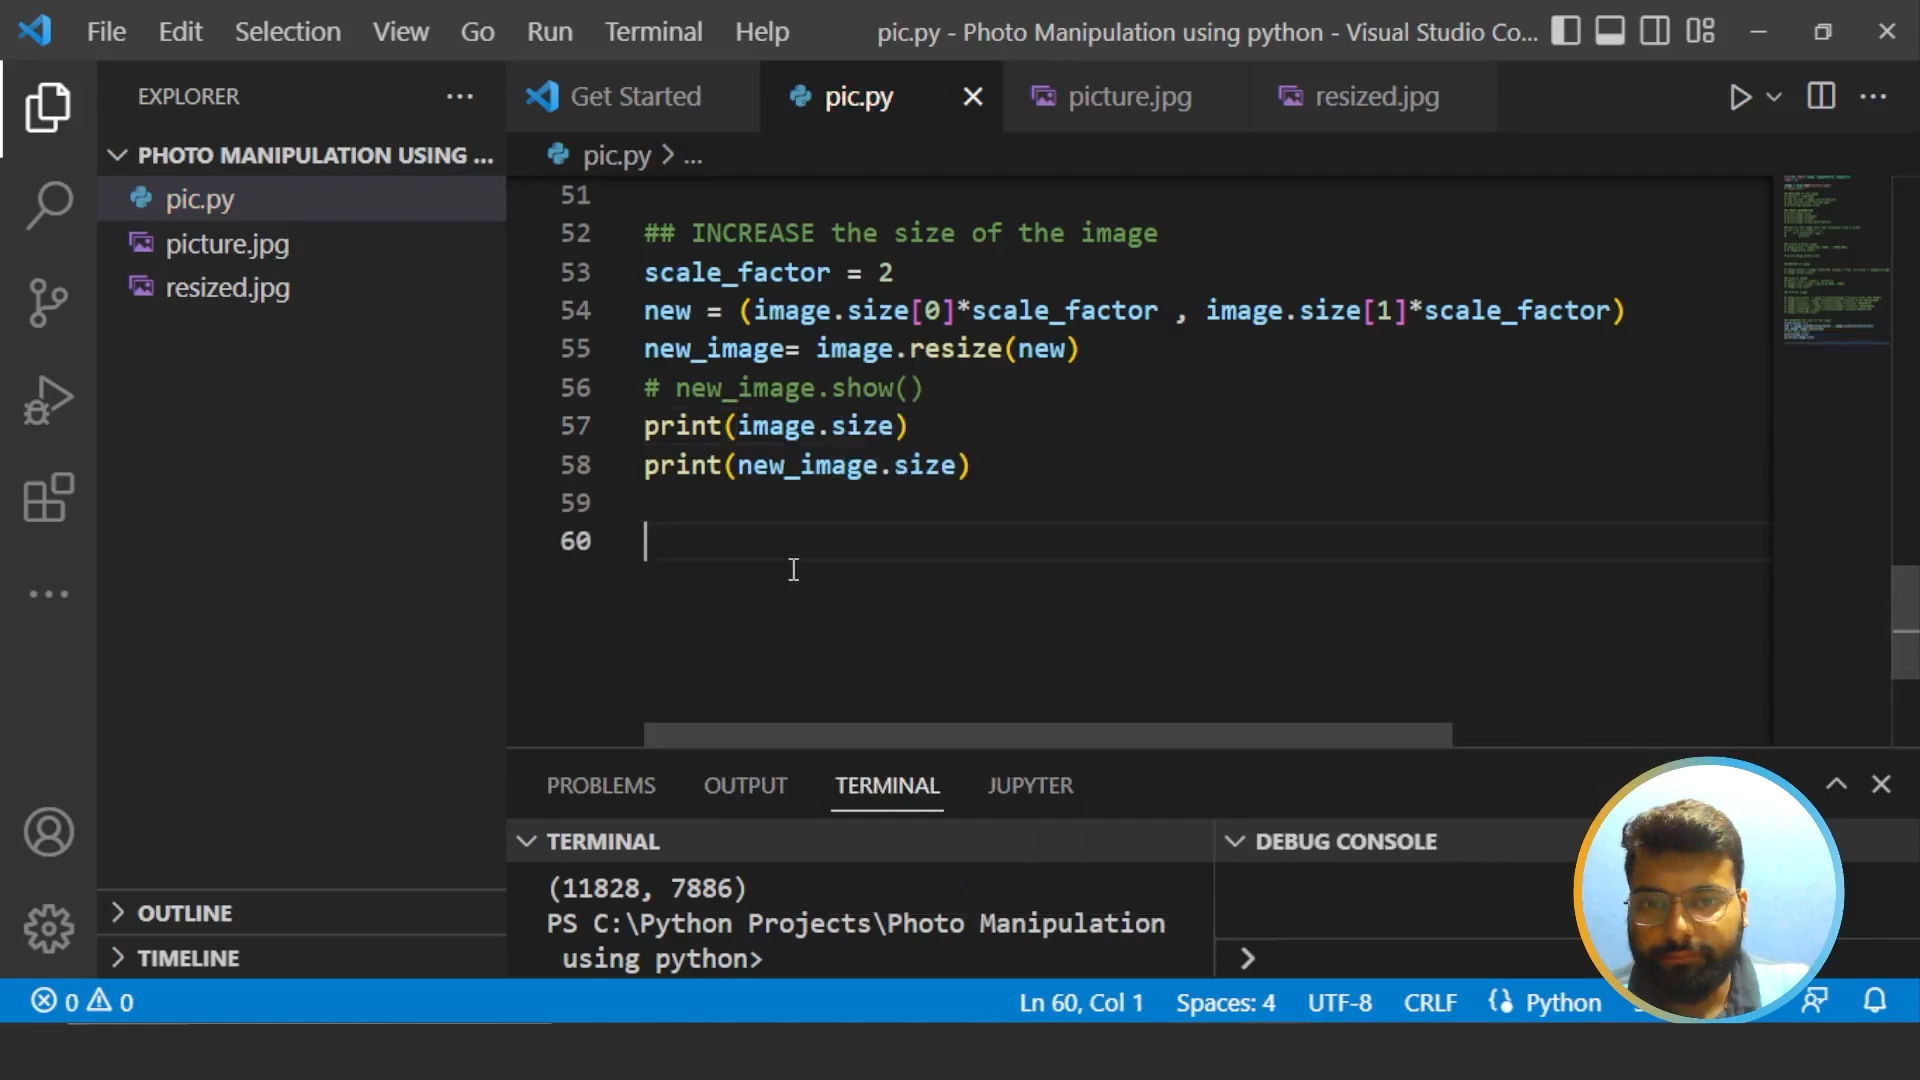 File Edit Selection View Go Run Terminal Help pic.py - Photo Manipulation using python - Visual Studio Co...
EXPLORER
PHOTO MANIPULATION USING ...
pic.py
picture.jpg
resized.jpg
OUTLINE
TIMELINE
Get Started pic.py picture.jpg resized.jpg
pic.py > ...
51
52 ## INCREASE the size of the image
53 scale_factor = 2
54 new = (image.size[0]*scale_factor , image.size[1]*scale_factor)
55 new_image= image.resize(new)
56 # new_image.show()
57 print(image.size)
58 print(new_image.size)
59
60
PROBLEMS OUTPUT TERMINAL JUPYTER
TERMINAL
(11828, 7886)
PS C:\Python Projects\Photo Manipulation
using python>
DEBUG CONSOLE
>
0 0 Ln 60, Col 1 Spaces: 4 UTF-8 CRLF Python